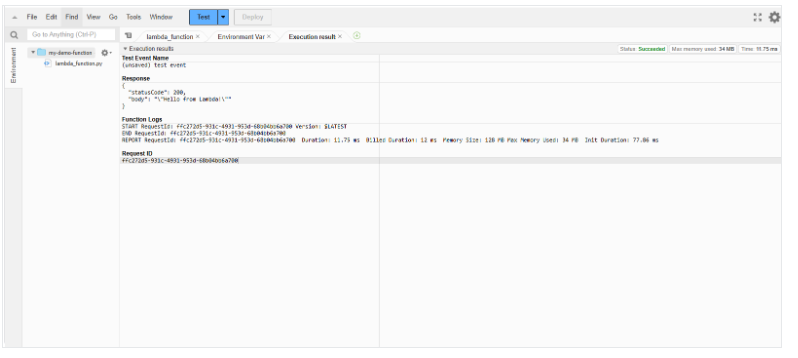 File Edit Find View Go Tools Window Test Deploy
Go to Anything (Ctrl-P)
lambda_function × Environment Var × Execution result ×
Environment
my-demo-function
lambda_function.py
Execution results
Status: Succeeded Max memory used: 34 MB Time: 11.75 ms
Test Event Name
(unsaved) test event
Response
{
"statusCode": 200,
"body": "\"Hello from Lambda!\""
}
Function Logs
START RequestId: ffc272d5-931c-4931-953d-68b04bb6a700 Version: $LATEST
END RequestId: ffc272d5-931c-4931-953d-68b04bb6a700
REPORT RequestId: ffc272d5-931c-4931-953d-68b04bb6a700 Duration: 11.75 ms Billed Duration: 12 ms Memory Size: 128 MB Max Memory Used: 34 MB Init Duration: 77.86 ms
Request ID
ffc272d5-931c-4931-953d-68b04bb6a700